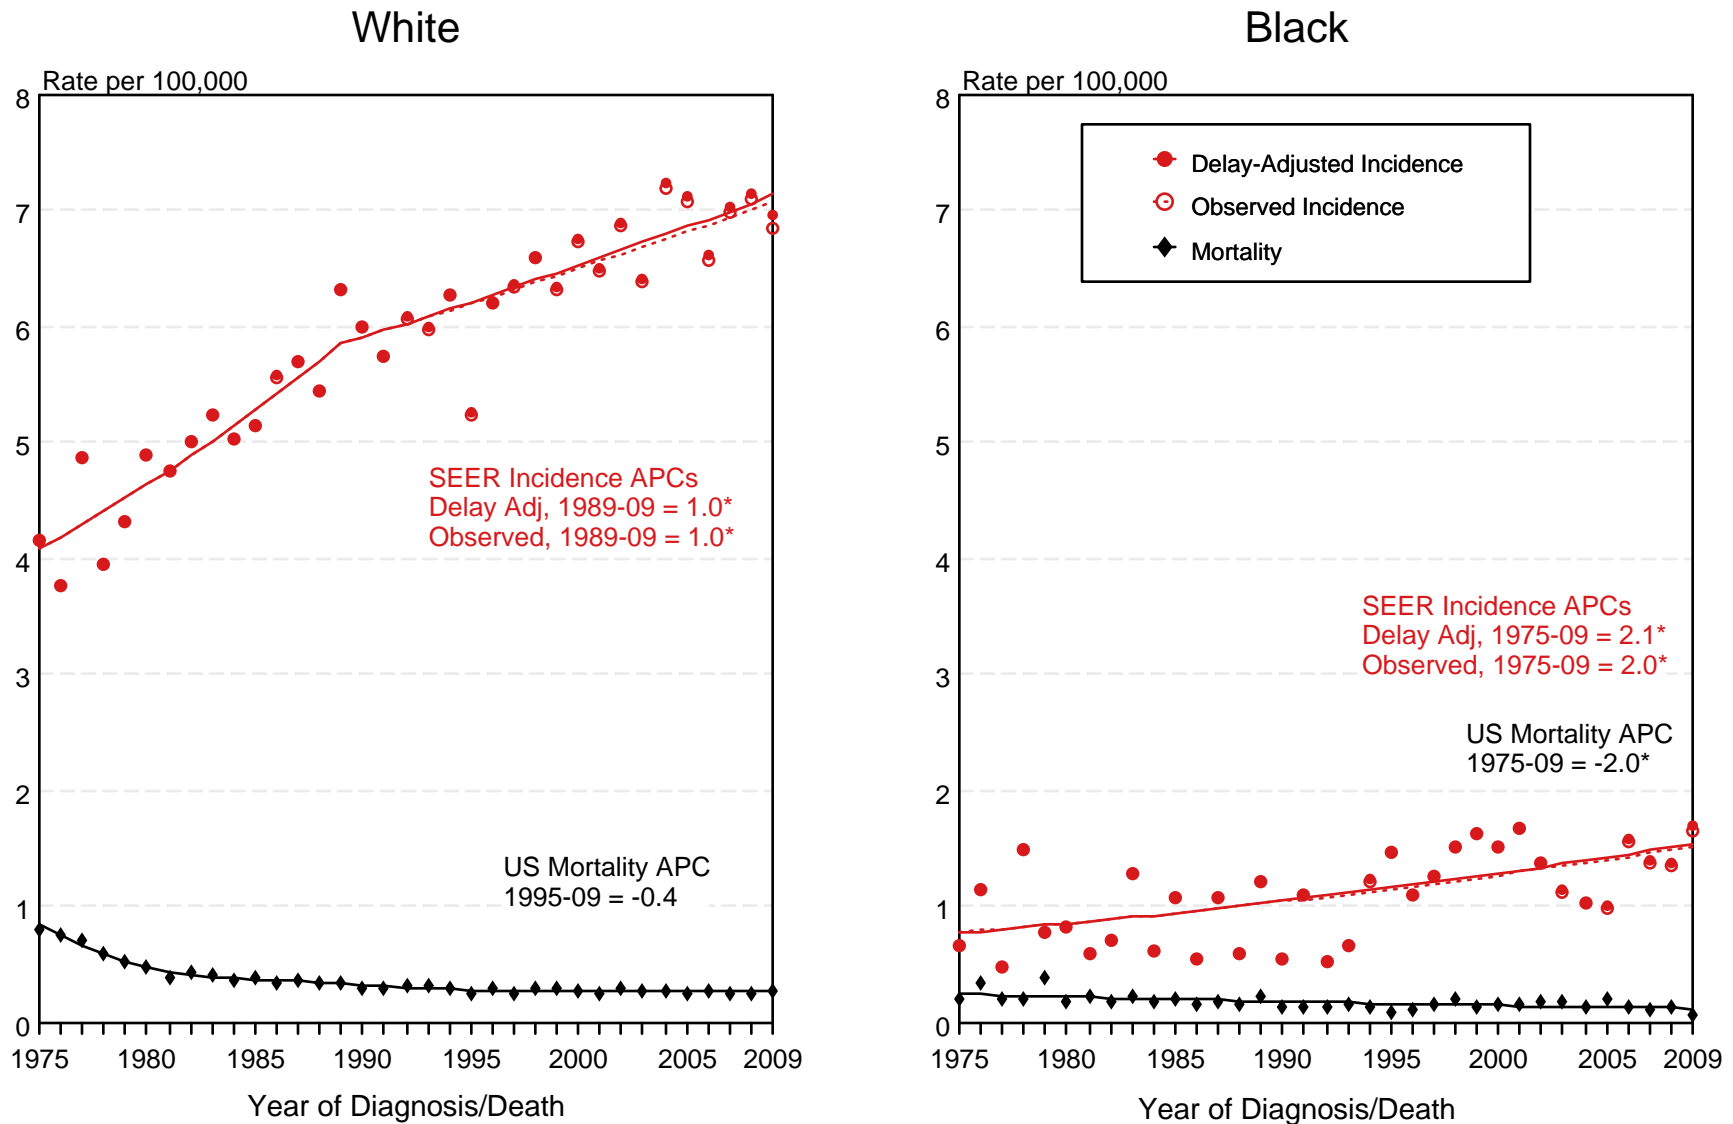 White
Rate per 100,000
8
7
6
5
4
3
2
1
0
SEER Incidence APCs
Delay Adj, 1989-09 = 1.0*
Observed, 1989-09 = 1.0*
US Mortality APC
1995-09 = -0.4
1975 1980 1985 1990 1995 2000 2005 2009
Year of Diagnosis/Death
Black
Rate per 100,000
8
7
6
5
4
3
2
1
0
Delay-Adjusted Incidence
Observed Incidence
Mortality
SEER Incidence APCs
Delay Adj, 1975-09 = 2.1*
Observed, 1975-09 = 2.0*
US Mortality APC
1975-09 = -2.0*
1975 1980 1985 1990 1995 2000 2005 2009
Year of Diagnosis/Death